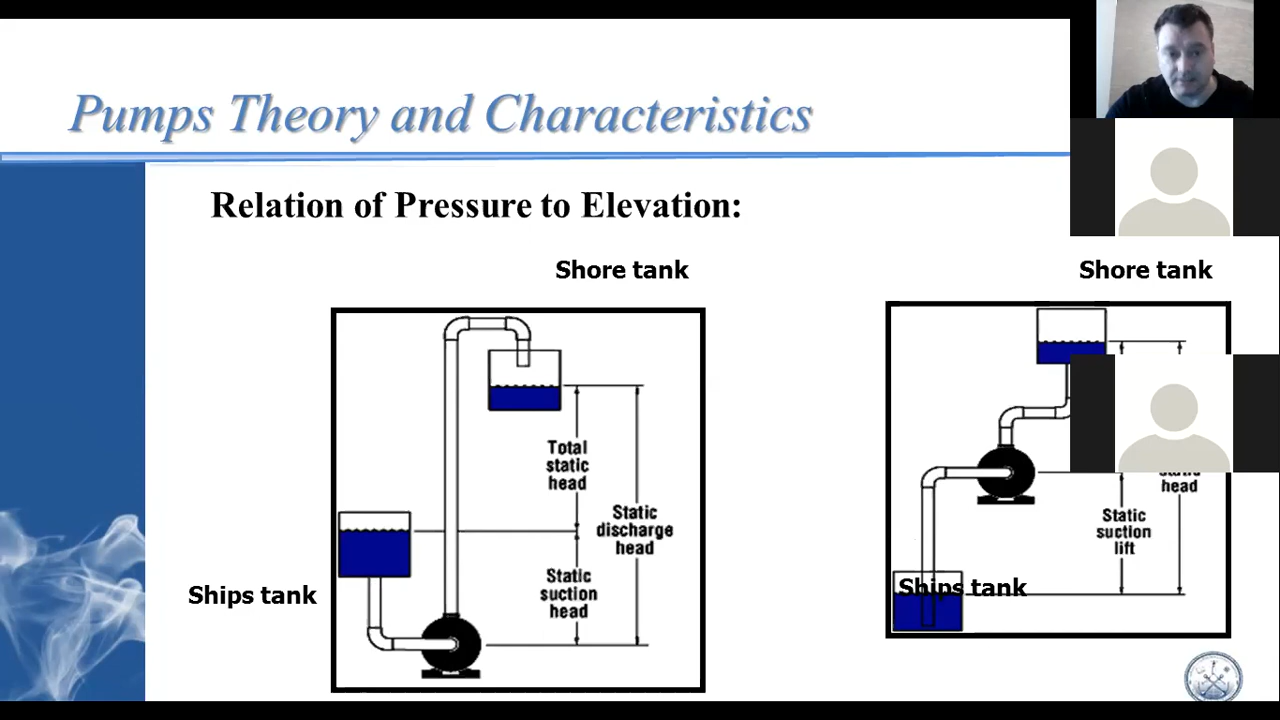 Pumps Theory and Characteristics
Relation of Pressure to Elevation:
Shore tank
Shore tank
Total
static
head
Static
discharge
head
Static
suction
head
Ships tank
head
Static
suction
lift
Ships tank